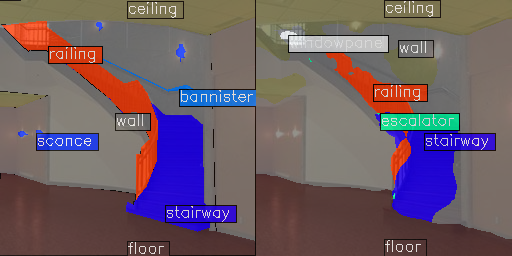 ceiling
railing
bannister
wall
sconce
stairway
floor
ceiling
windowpane
wall
railing
escalator
stairway
floor